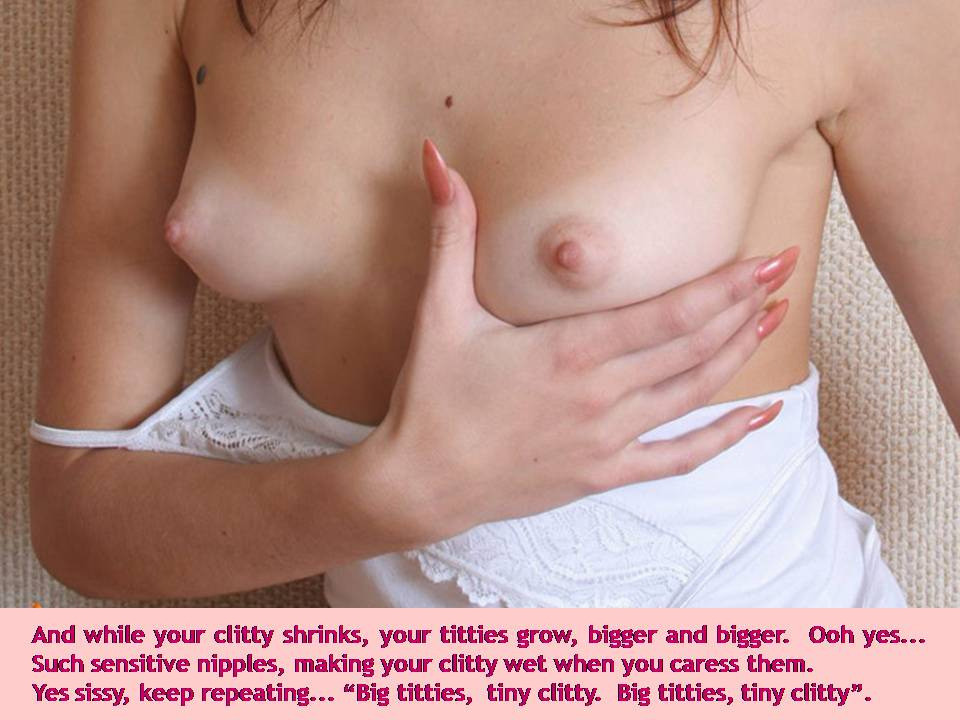 And while your clitty shrinks, your titties grow, bigger and bigger.  Ooh yes...
Such sensitive nipples, making your clitty wet when you caress them.
Yes sissy, keep repeating... “Big titties,  tiny clitty.  Big titties, tiny clitty”.